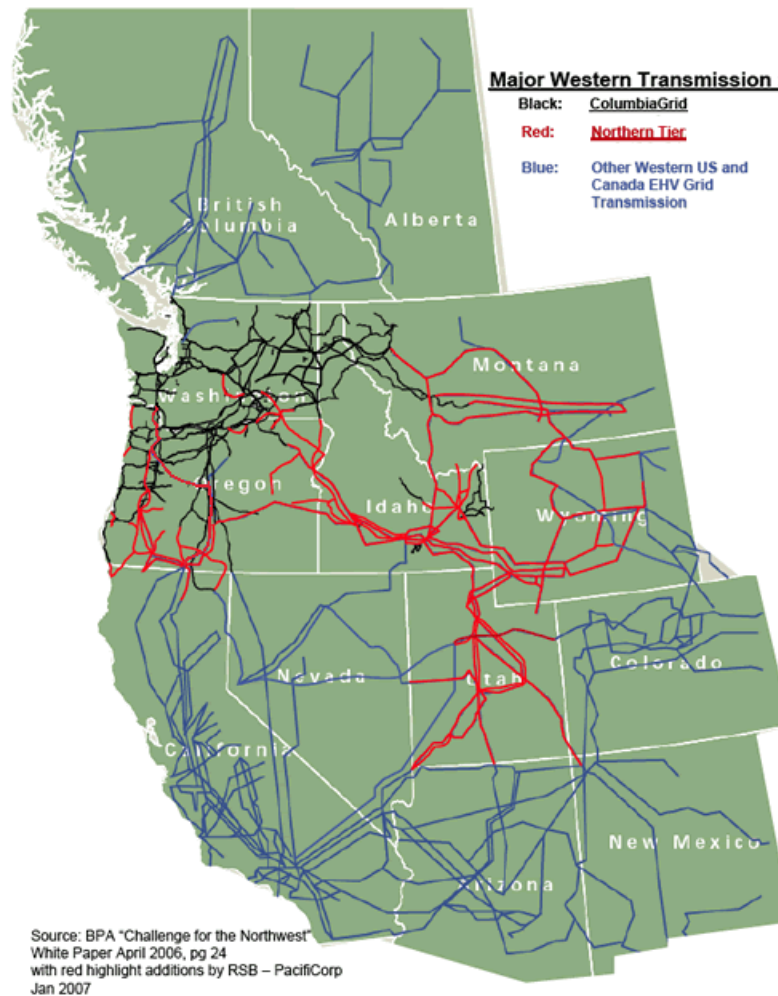 Major Western Transmission
Black: ColumbiaGrid
Red: Northern Tier
Blue: Other Western US and
Canada EHV Grid
Transmission
British
Columbia
Alberta
Washington
Montana
Oregon
Idaho
Wyoming
Nevada
Utah
Colorado
California
Arizona
New Mexico
Source: BPA "Challenge for the Northwest"
White Paper April 2006, pg 24
with red highlight additions by RSB – PacifiCorp
Jan 2007